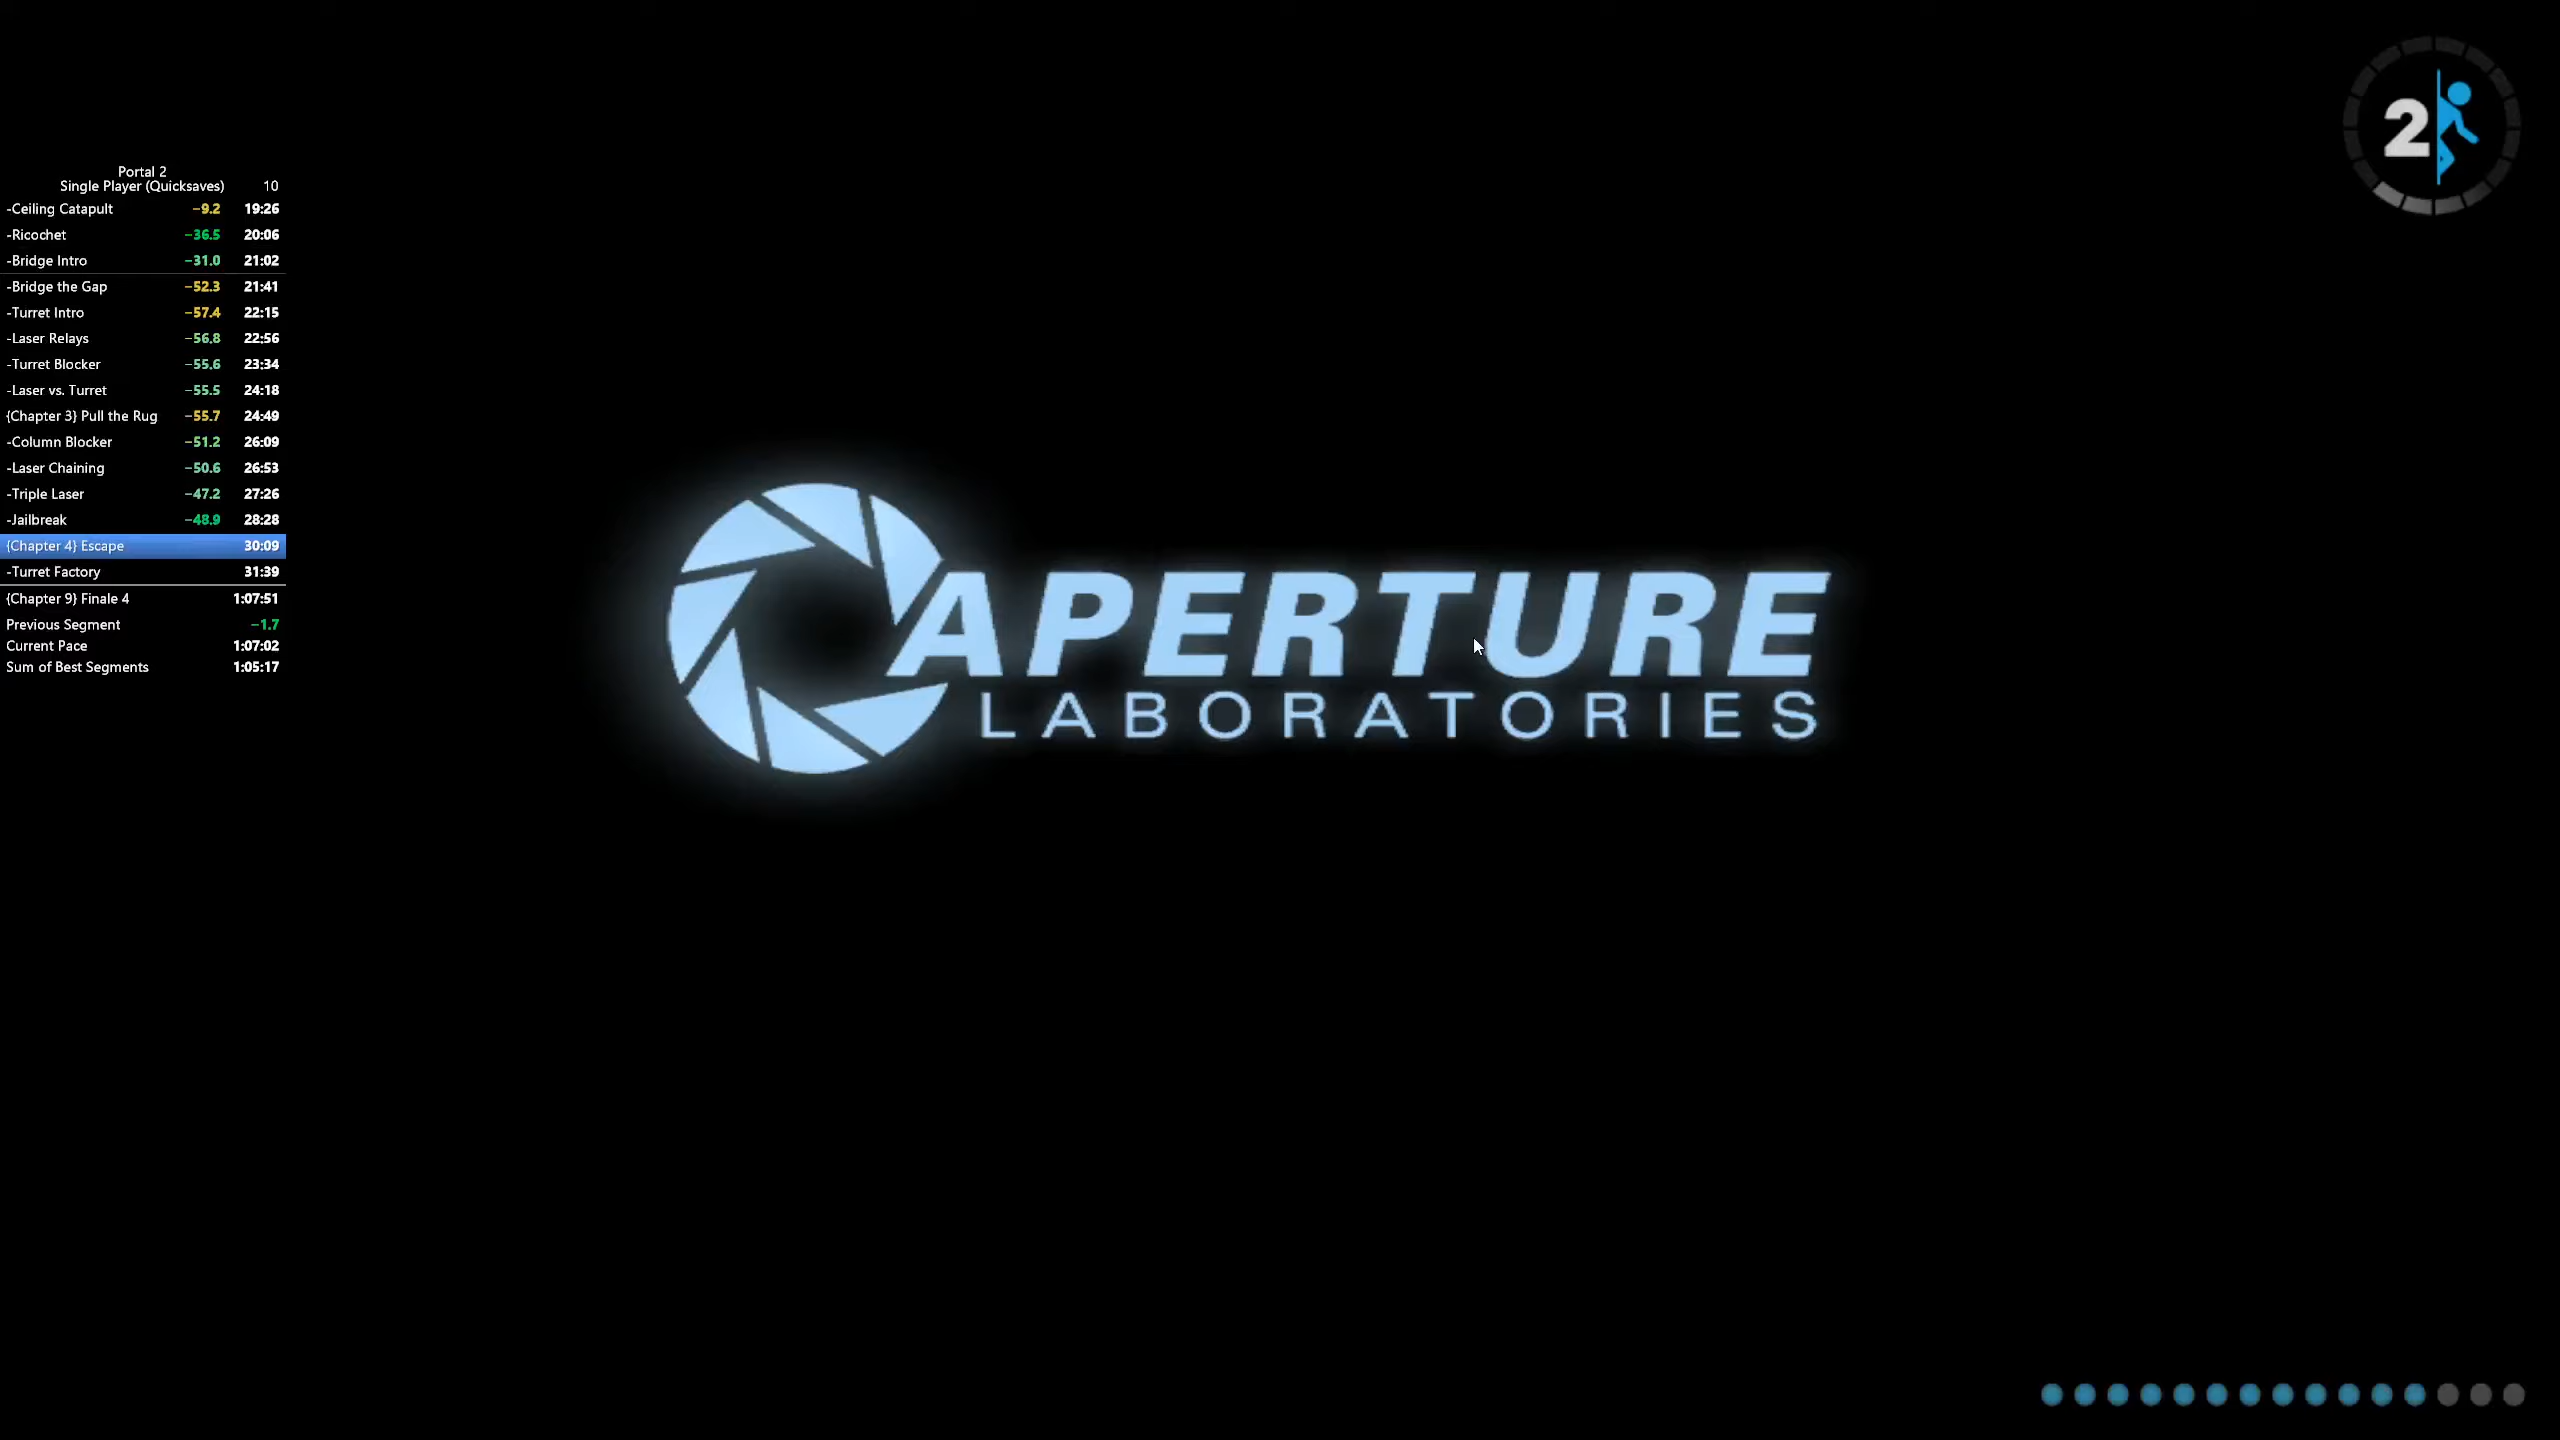 Portal 2
Single Player (Quicksaves) 10
-Ceiling Catapult −9.2 19:26
-Ricochet −36.5 20:06
-Bridge Intro −31.0 21:02
-Bridge the Gap −52.3 21:41
-Turret Intro −57.4 22:15
-Laser Relays −56.8 22:56
-Turret Blocker −55.6 23:34
-Laser vs. Turret −55.5 24:18
{Chapter 3} Pull the Rug −55.7 24:49
-Column Blocker −51.2 26:09
-Laser Chaining −50.6 26:53
-Triple Laser −47.2 27:26
-Jailbreak −48.9 28:28
{Chapter 4} Escape 30:09
-Turret Factory 31:39
{Chapter 9} Finale 4 1:07:51
Previous Segment −1.7
Current Pace 1:07:02
Sum of Best Segments 1:05:17
2
APERTURE
LABORATORIES